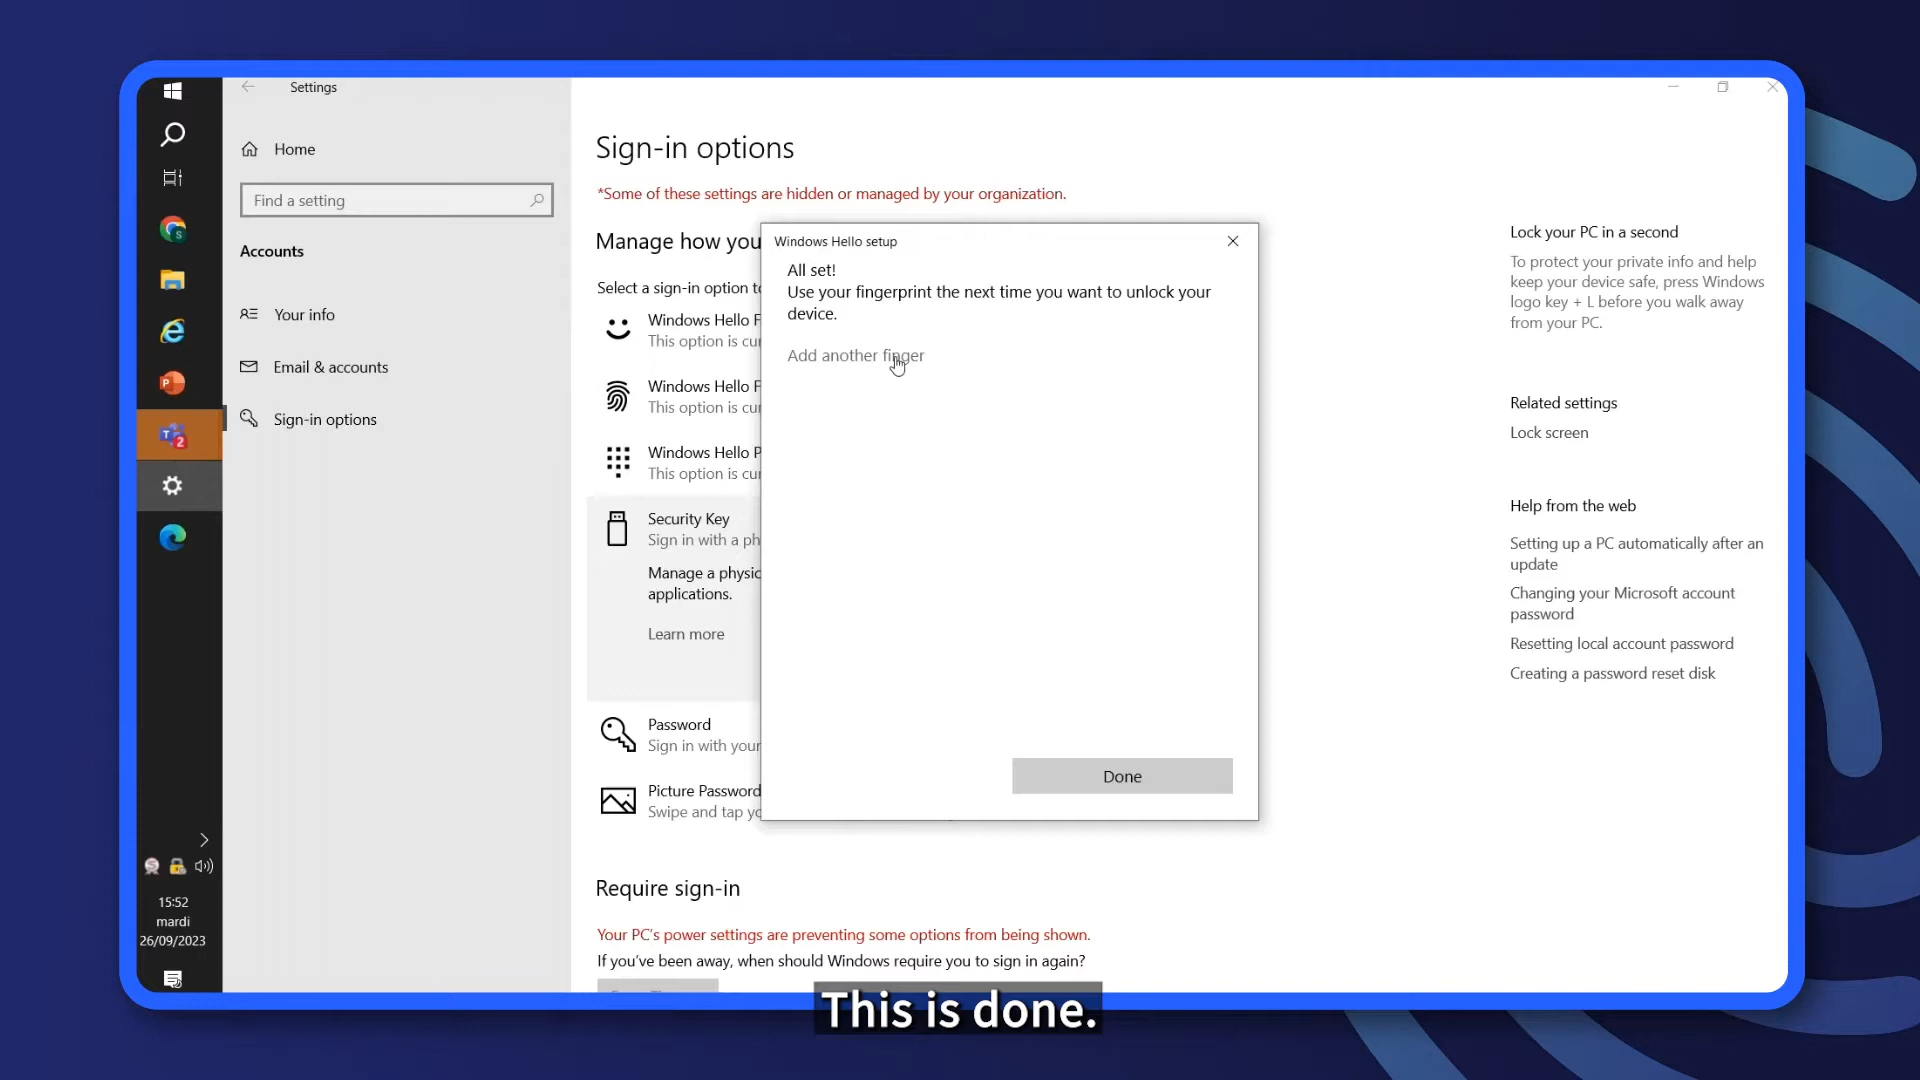 Settings
Home
Find a setting
Accounts
Your info
Email & accounts
Sign-in options
Sign-in options
*Some of these settings are hidden or managed by your organization.
Manage how you
Select a sign-in option to
Windows Hello F
This option is cur
Windows Hello F
This option is cur
Windows Hello P
This option is cur
Security Key
Sign in with a ph
Manage a physic
applications.
Learn more
Password
Sign in with your
Picture Password
Swipe and tap yo
Require sign-in
Your PC's power settings are preventing some options from being shown.
If you've been away, when should Windows require you to sign in again?
Windows Hello setup
All set!
Use your fingerprint the next time you want to unlock your
device.
Add another finger
Done
Lock your PC in a second
To protect your private info and help
keep your device safe, press Windows
logo key + L before you walk away
from your PC.
Related settings
Lock screen
Help from the web
Setting up a PC automatically after an
update
Changing your Microsoft account
password
Resetting local account password
Creating a password reset disk
S
P
T
2
S
15:52
mardi
26/09/2023
This is done.